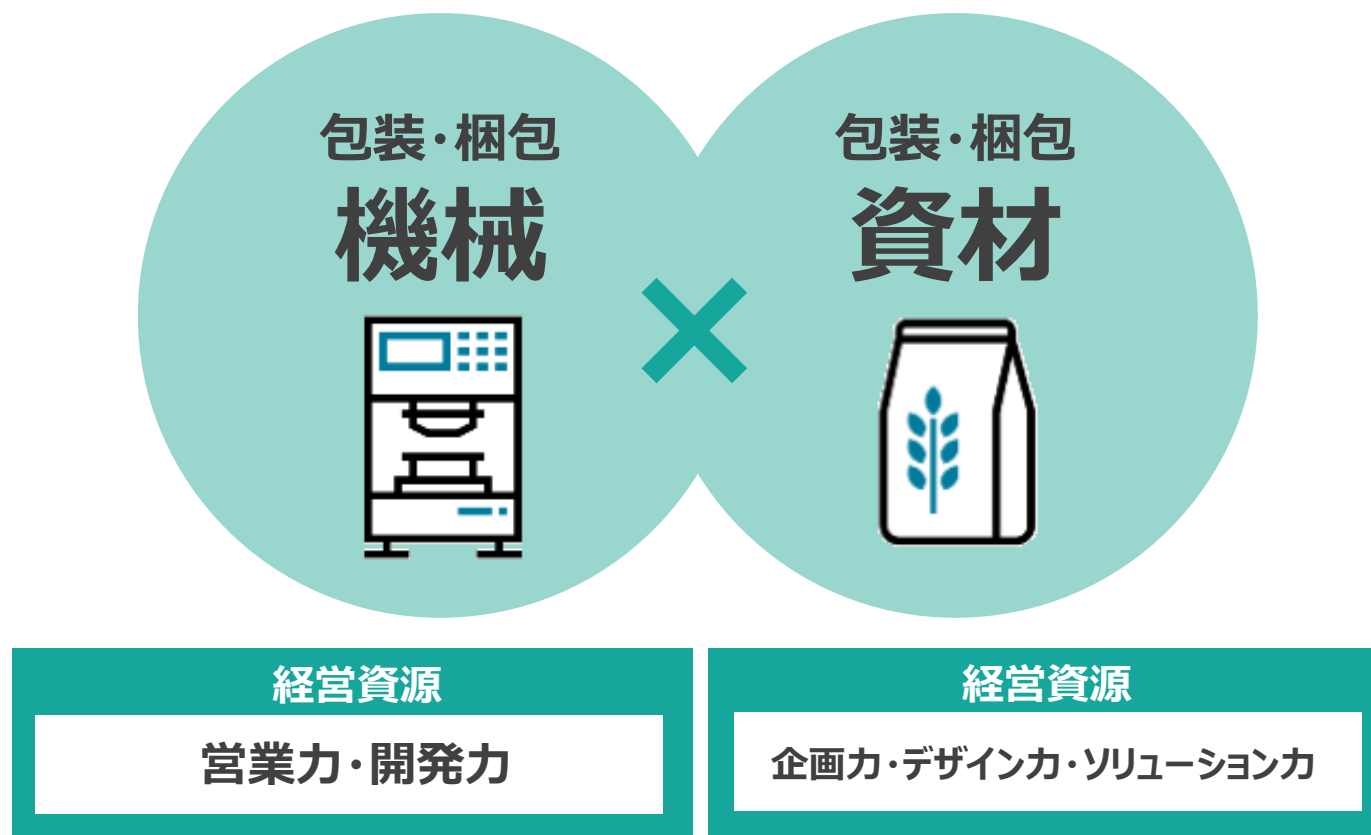 包装・梱包
機械
包装・梱包
資材
×
経営資源
営業力・開発力
経営資源
企画力・デザイン力・ソリューション力